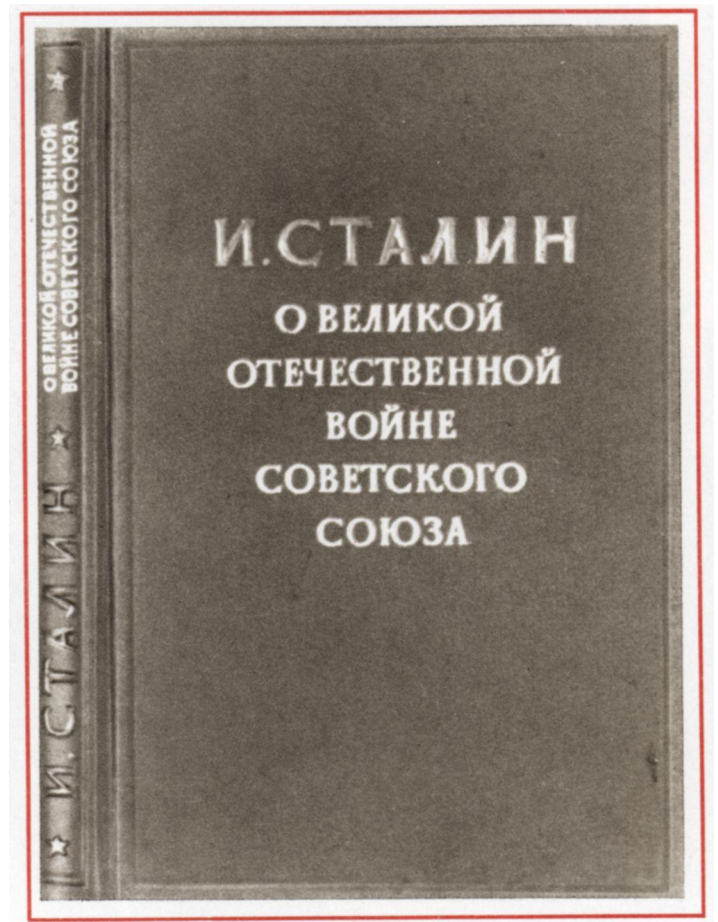 И. СТАЛИН
О ВЕЛИКОЙ
ОТЕЧЕСТВЕННОЙ
ВОЙНЕ
СОВЕТСКОГО
СОЮЗА
И. СТАЛИН
О ВЕЛИКОЙ ОТЕЧЕСТВЕННОЙ
ВОЙНЕ СОВЕТСКОГО СОЮЗА